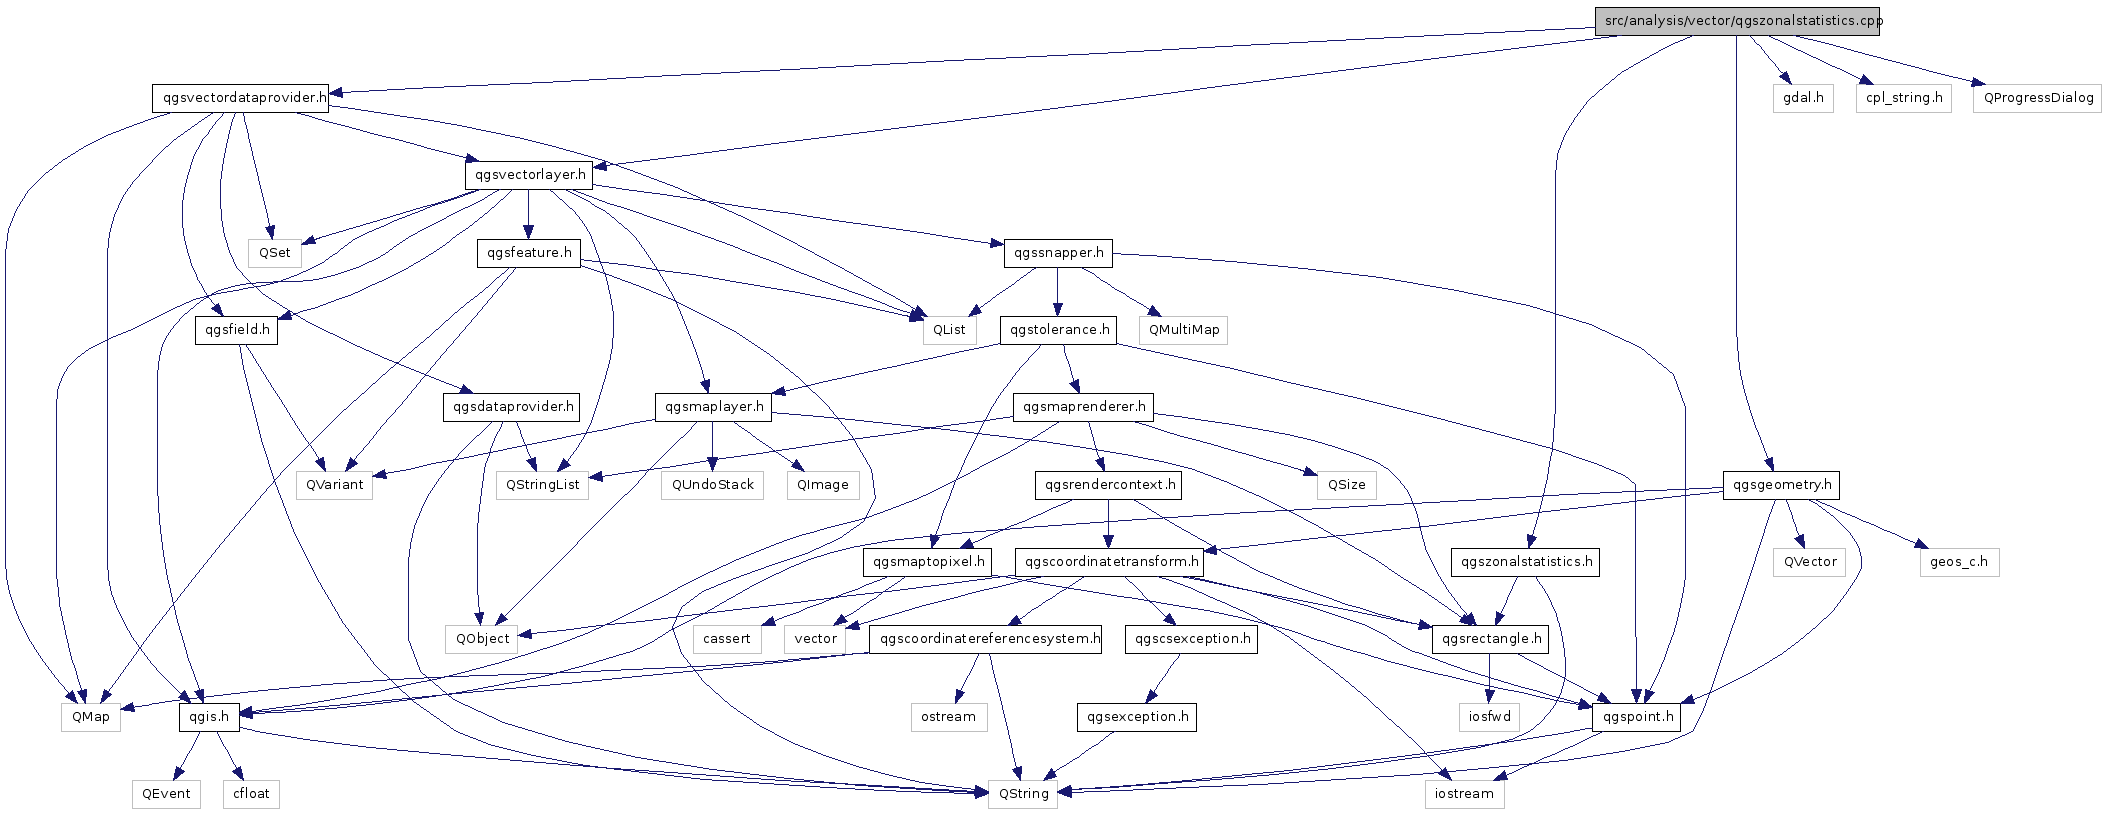 src/analysis/vector/qgszonalstatistics.cpp
qgsvectordataprovider.h
gdal.h
cpl_string.h
QProgressDialog
qgsvectorlayer.h
QSet
qgsfeature.h
qgssnapper.h
qgsfield.h
QList
qgstolerance.h
QMultiMap
qgsdataprovider.h
qgsmaplayer.h
qgsmaprenderer.h
QVariant
QStringList
QUndoStack
QImage
qgsrendercontext.h
QSize
qgsgeometry.h
qgsmaptopixel.h
qgscoordinatetransform.h
qgszonalstatistics.h
QVector
geos_c.h
QObject
cassert
vector
qgscoordinatereferencesystem.h
qgscsexception.h
qgsrectangle.h
QMap
qgis.h
ostream
qgsexception.h
iosfwd
qgspoint.h
QEvent
cfloat
QString
iostream